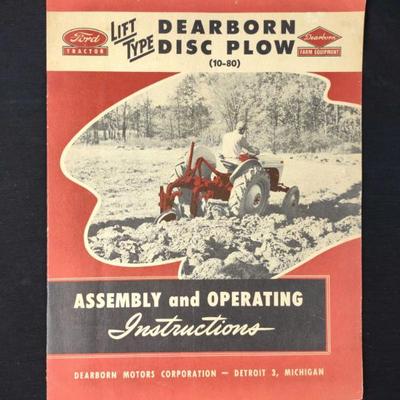 Ford
TRACTOR
LIFT TYPE
DEARBORN
DISC PLOW
(10-80)
Dearborn
FARM EQUIPMENT
ASSEMBLY and OPERATING
Instructions
DEARBORN MOTORS CORPORATION — DETROIT 3, MICHIGAN